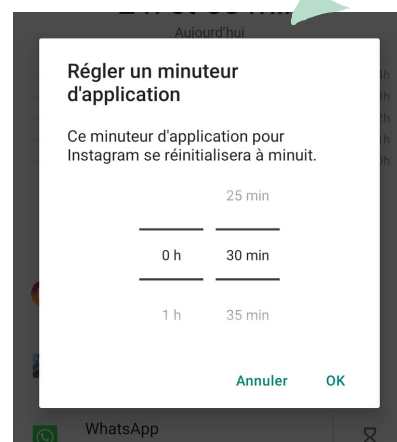 Aujourd'hui
Régler un minuteur
d'application
Ce minuteur d'application pour
Instagram se réinitialisera à minuit.
25 min
0 h 30 min
1 h 35 min
Annuler OK
WhatsApp